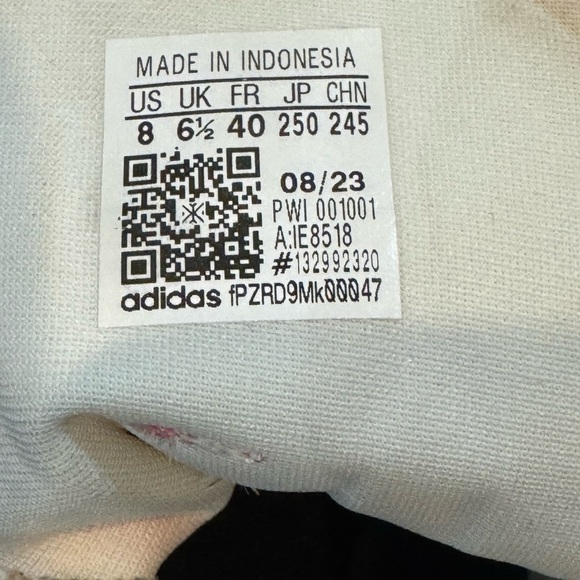 MADE IN INDONESIA
US UK FR JP CHN
8 6½ 40 250 245
08/23
PWI 001001
A:IE8518
#132992320
adidas fPZRD9Mk00Q47